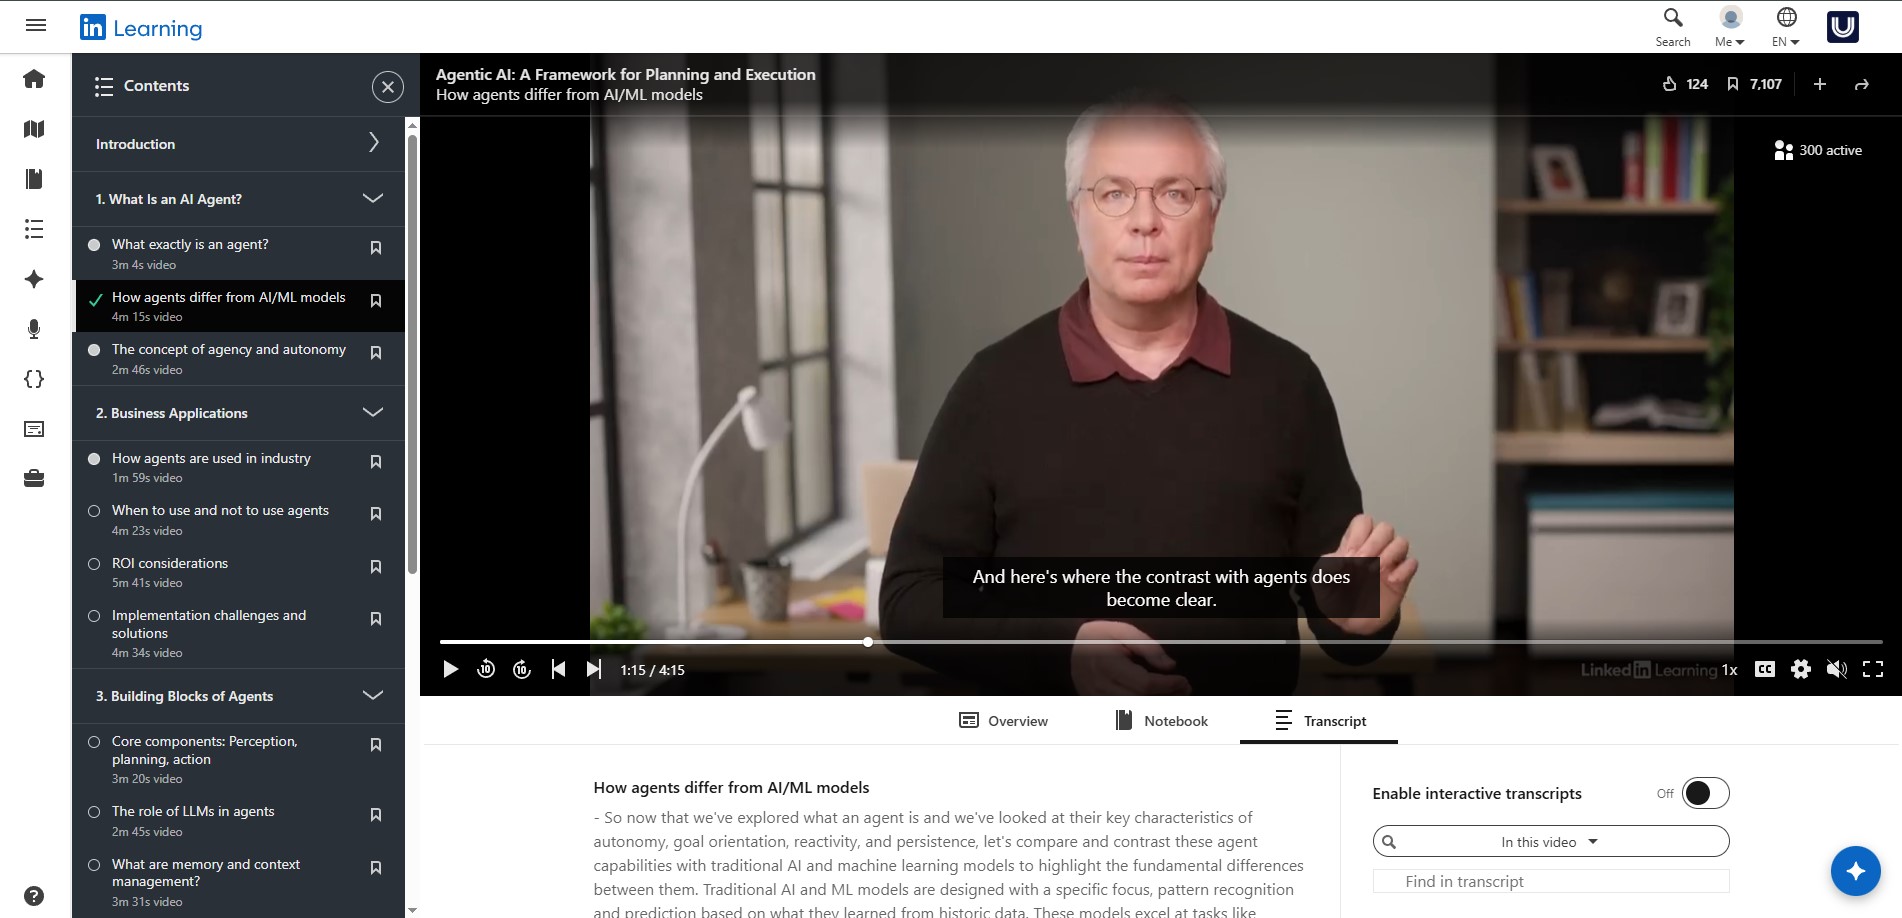 in Learning
Search
Me
EN
U
Contents
Introduction
1. What Is an AI Agent?
What exactly is an agent?
3m 4s video
How agents differ from AI/ML models
4m 15s video
The concept of agency and autonomy
2m 46s video
2. Business Applications
How agents are used in industry
1m 59s video
When to use and not to use agents
4m 23s video
ROI considerations
5m 41s video
Implementation challenges and
solutions
4m 34s video
3. Building Blocks of Agents
Core components: Perception,
planning, action
3m 20s video
The role of LLMs in agents
2m 45s video
What are memory and context
management?
3m 31s video
Agentic AI: A Framework for Planning and Execution
How agents differ from AI/ML models
124
7,107
300 active
And here's where the contrast with agents does
become clear.
10
10
1:15 / 4:15
Linked in Learning
1x
CC
Overview
Notebook
Transcript
How agents differ from AI/ML models
- So now that we've explored what an agent is and we've looked at their key characteristics of
autonomy, goal orientation, reactivity, and persistence, let's compare and contrast these agent
capabilities with traditional AI and machine learning models to highlight the fundamental differences
between them. Traditional AI and ML models are designed with a specific focus, pattern recognition
and prediction based on what they learned from historic data. These models excel at tasks like
Enable interactive transcripts
Off
In this video
Find in transcript